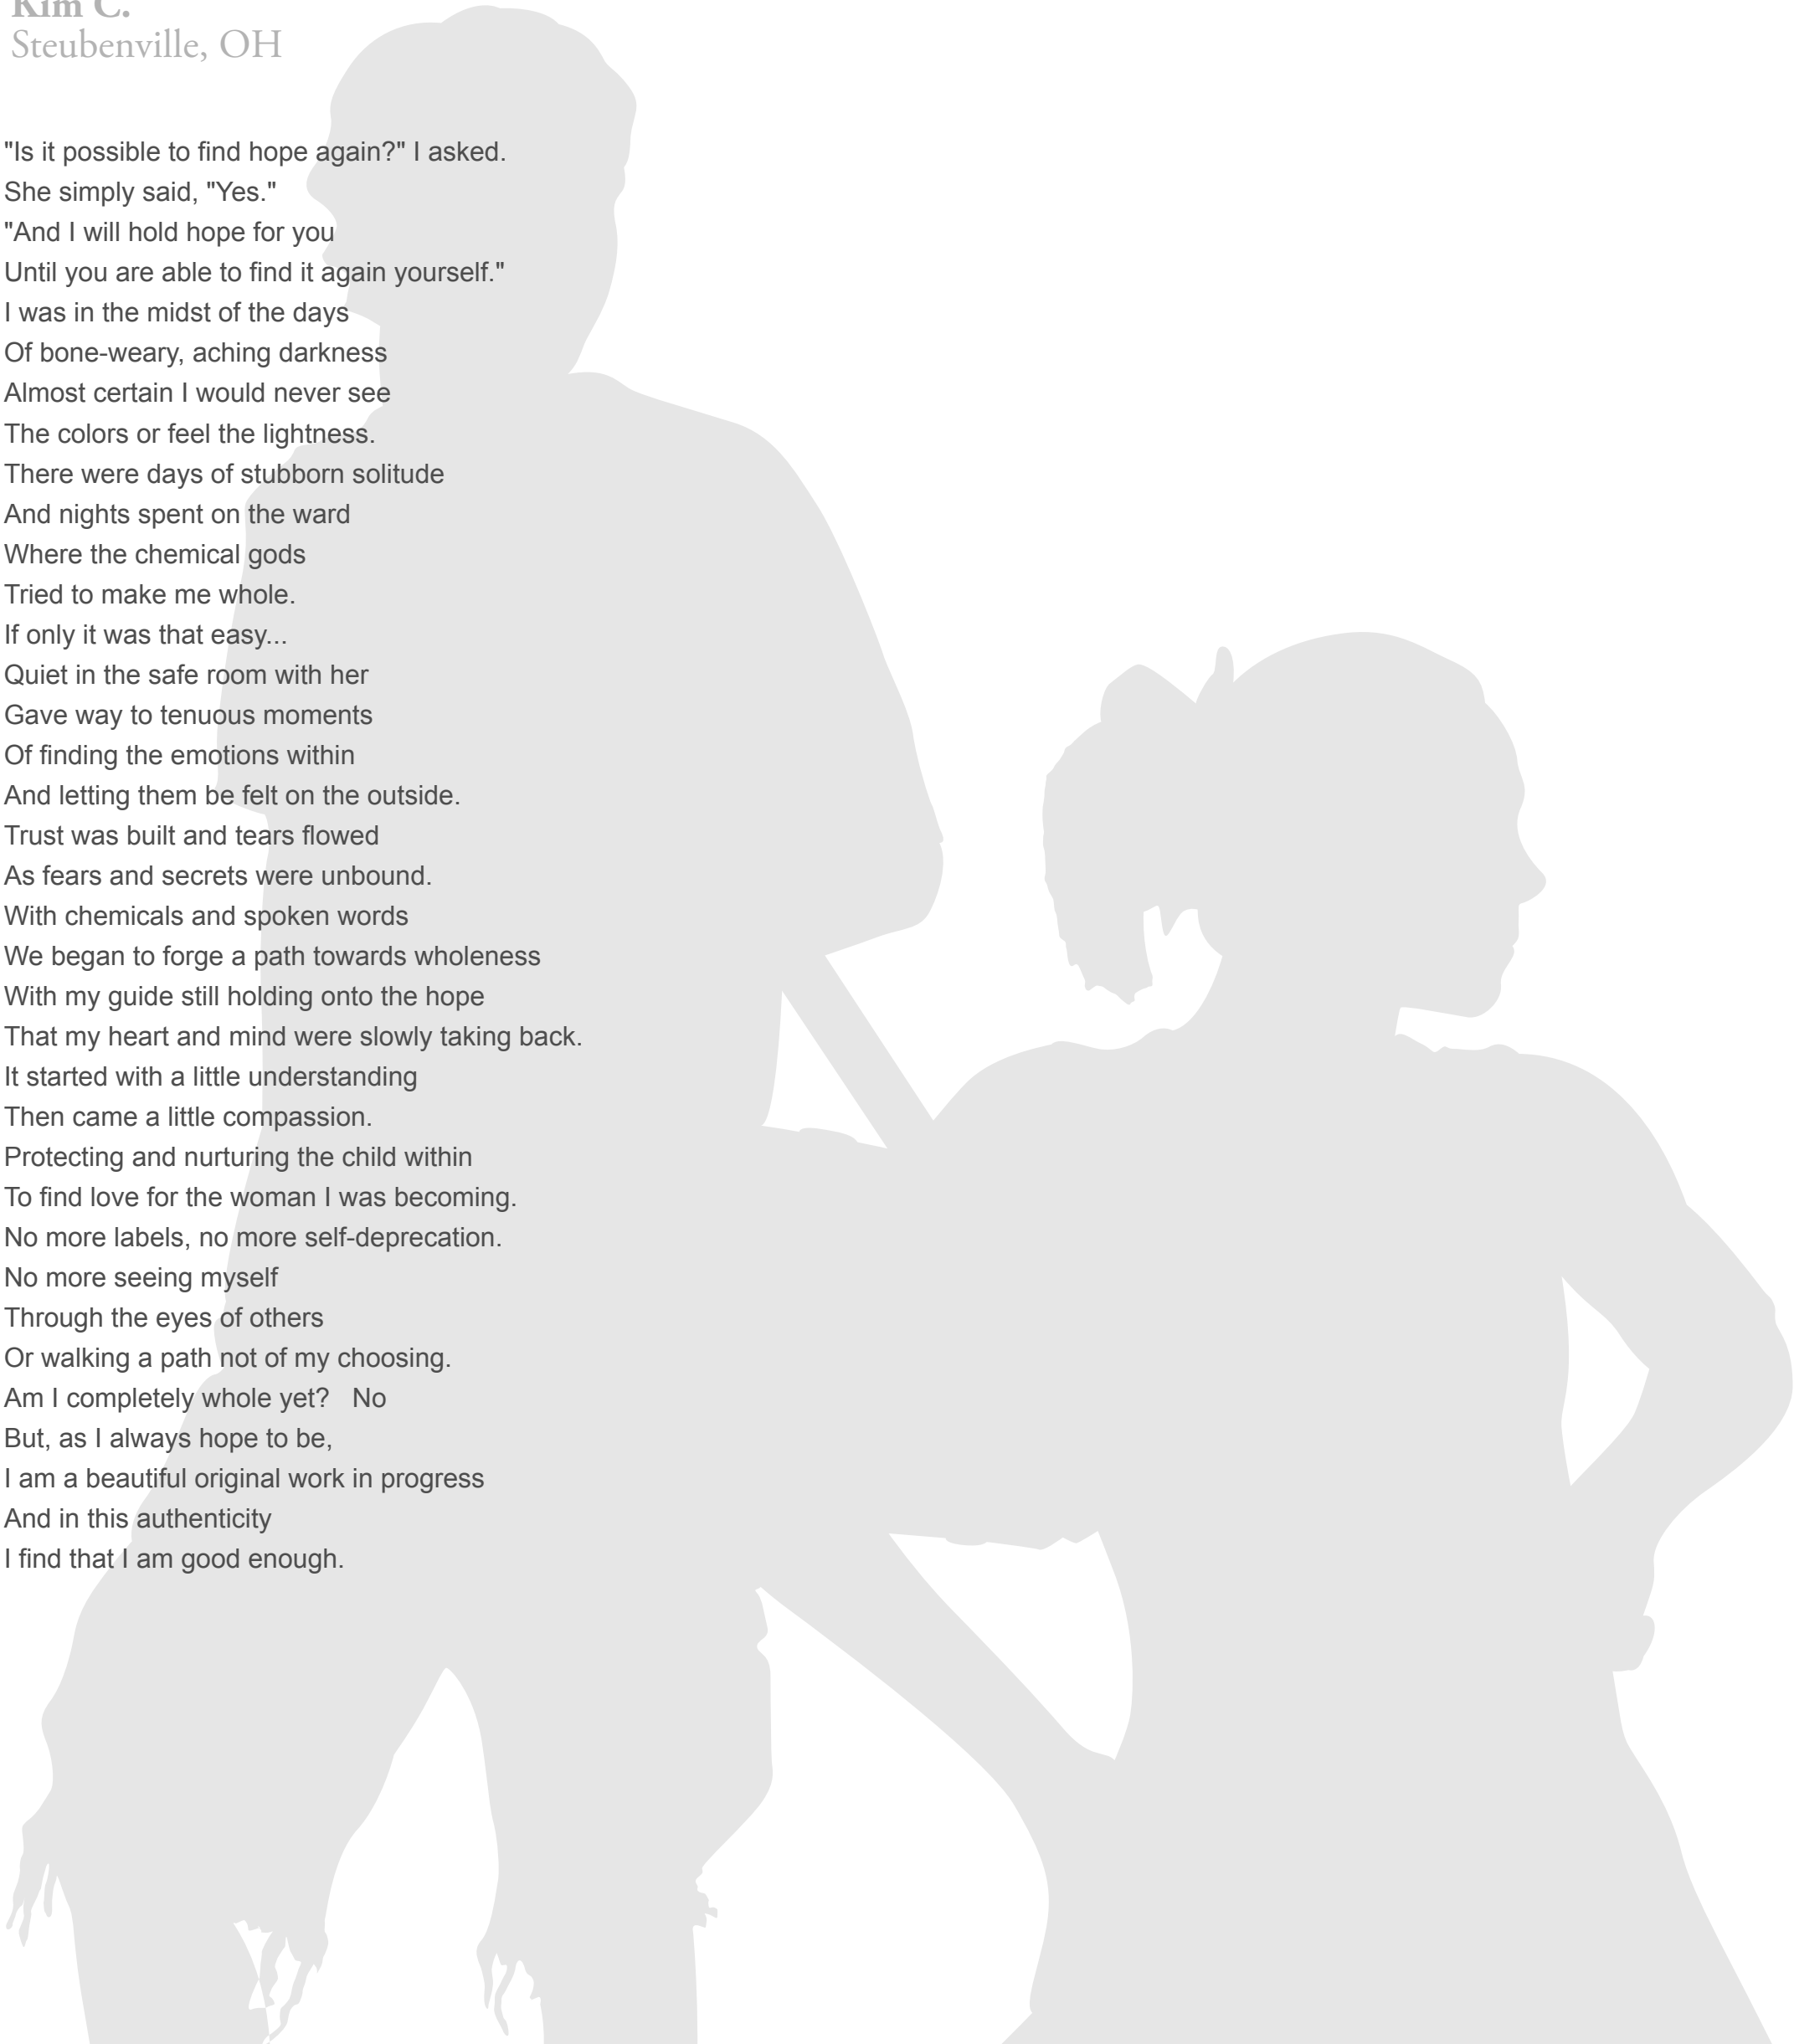 Kim C.
Steubenville, OH
"Is it possible to find hope again?" I asked.
She simply said, "Yes."
"And I will hold hope for you
Until you are able to find it again yourself."
I was in the midst of the days
Of bone-weary, aching darkness
Almost certain I would never see
The colors or feel the lightness.
There were days of stubborn solitude
And nights spent on the ward
Where the chemical gods
Tried to make me whole.
If only it was that easy...
Quiet in the safe room with her
Gave way to tenuous moments
Of finding the emotions within
And letting them be felt on the outside.
Trust was built and tears flowed
As fears and secrets were unbound.
With chemicals and spoken words
We began to forge a path towards wholeness
With my guide still holding onto the hope
That my heart and mind were slowly taking back.
It started with a little understanding
Then came a little compassion.
Protecting and nurturing the child within
To find love for the woman I was becoming.
No more labels, no more self-deprecation.
No more seeing myself
Through the eyes of others
Or walking a path not of my choosing.
Am I completely whole yet?   No
But, as I always hope to be,
I am a beautiful original work in progress
And in this authenticity
I find that I am good enough.